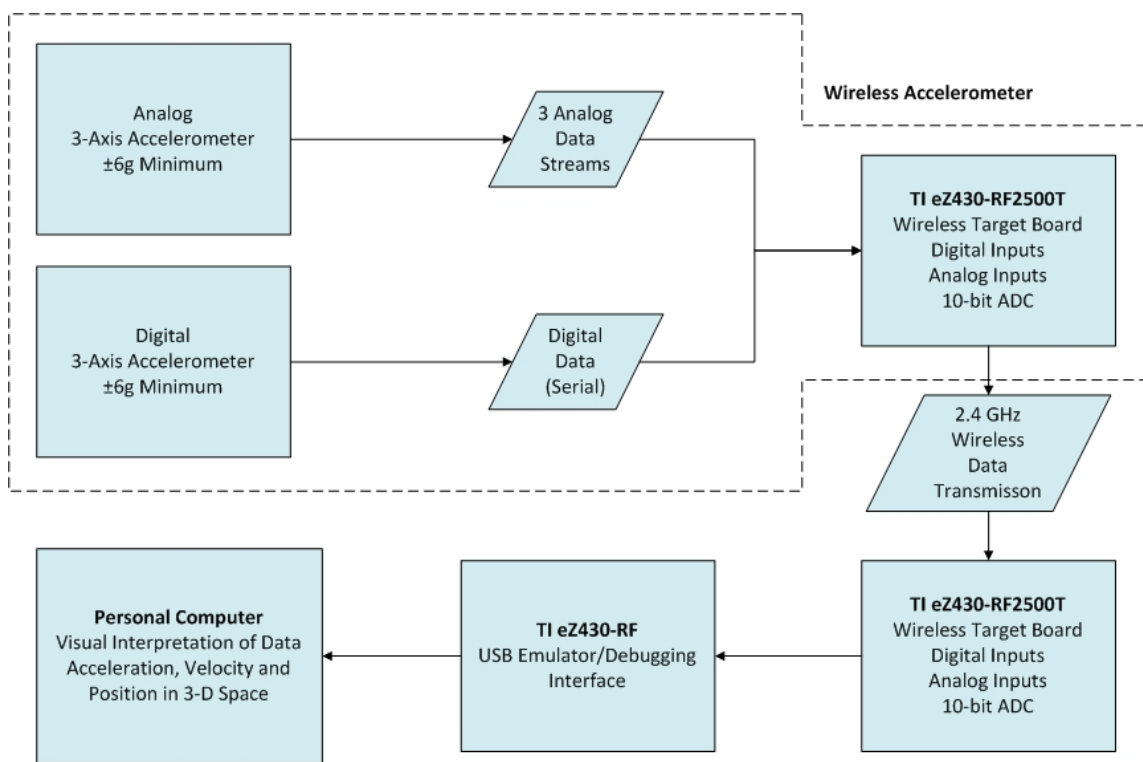 Analog
3-Axis Accelerometer
±6g Minimum
3 Analog
Data
Streams
Wireless Accelerometer
TI eZ430-RF2500T
Wireless Target Board
Digital Inputs
Analog Inputs
10-bit ADC
Digital
3-Axis Accelerometer
±6g Minimum
Digital
Data
(Serial)
2.4 GHz
Wireless
Data
Transmisson
Personal Computer
Visual Interpretation of Data
Acceleration, Velocity and
Position in 3-D Space
TI eZ430-RF
USB Emulator/Debugging
Interface
TI eZ430-RF2500T
Wireless Target Board
Digital Inputs
Analog Inputs
10-bit ADC